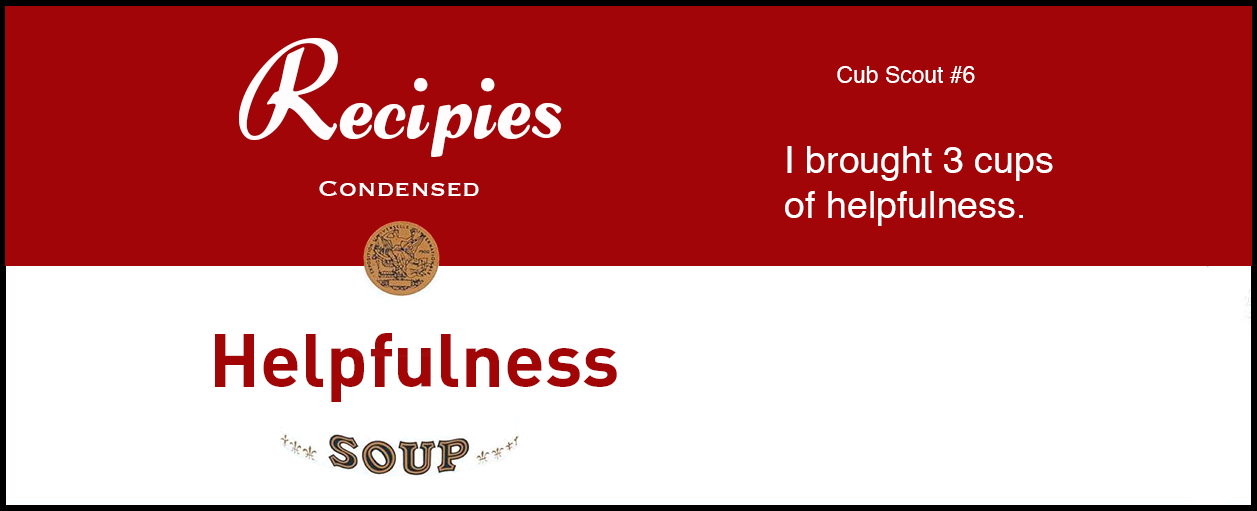 Recipies
CONDENSED
Helpfulness
SOUP
Cub Scout #6
I brought 3 cups
of helpfulness.